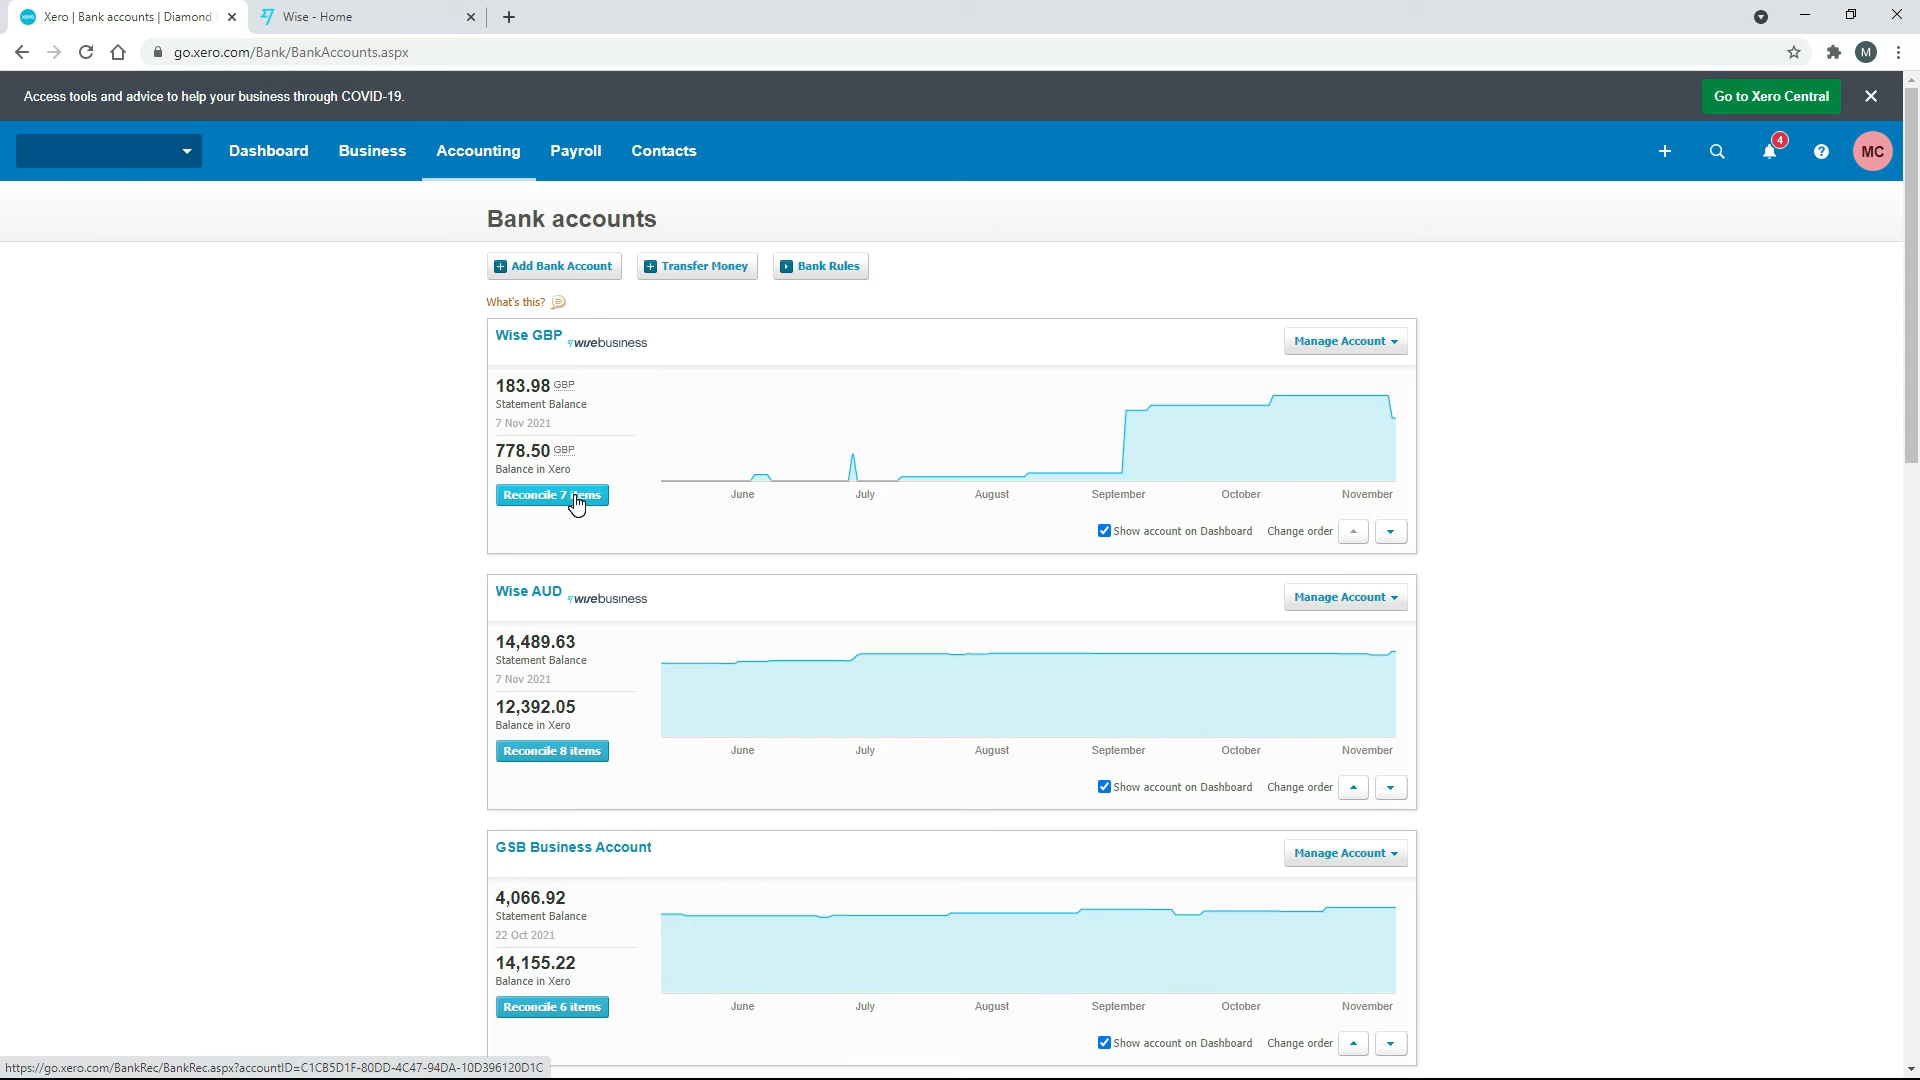 xero Xero | Bank accounts | Diamond
Wise - Home
go.xero.com/Bank/BankAccounts.aspx
M
Access tools and advice to help your business through COVID-19.
Go to Xero Central
Dashboard Business Accounting Payroll Contacts
4
?
MC
Bank accounts
Add Bank Account Transfer Money Bank Rules
What's this?
Wise GBP wisebusiness
Manage Account
183.98 GBP
Statement Balance
7 Nov 2021
778.50 GBP
Balance in Xero
Reconcile 7 items
June July August September October November
Show account on Dashboard Change order
Wise AUD wisebusiness
Manage Account
14,489.63
Statement Balance
7 Nov 2021
12,392.05
Balance in Xero
Reconcile 8 items
June July August September October November
Show account on Dashboard Change order
GSB Business Account
Manage Account
4,066.92
Statement Balance
22 Oct 2021
14,155.22
Balance in Xero
Reconcile 6 items
June July August September October November
Show account on Dashboard Change order
https://go.xero.com/BankRec/BankRec.aspx?accountID=C1CB5D1F-80DD-4C47-94DA-10D396120D1C